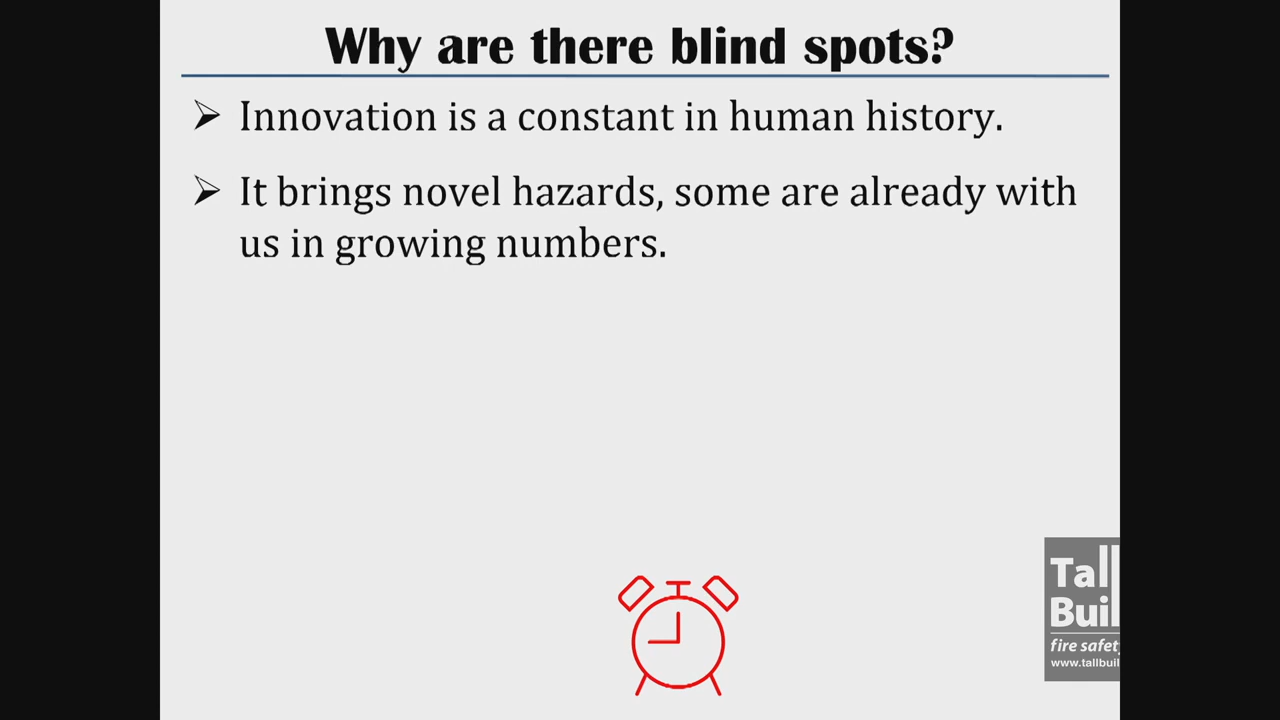 Why are there blind spots?
Innovation is a constant in human history.
It brings novel hazards, some are already with
us in growing numbers.
Tall
Buil
fire safety
www.tallbuil